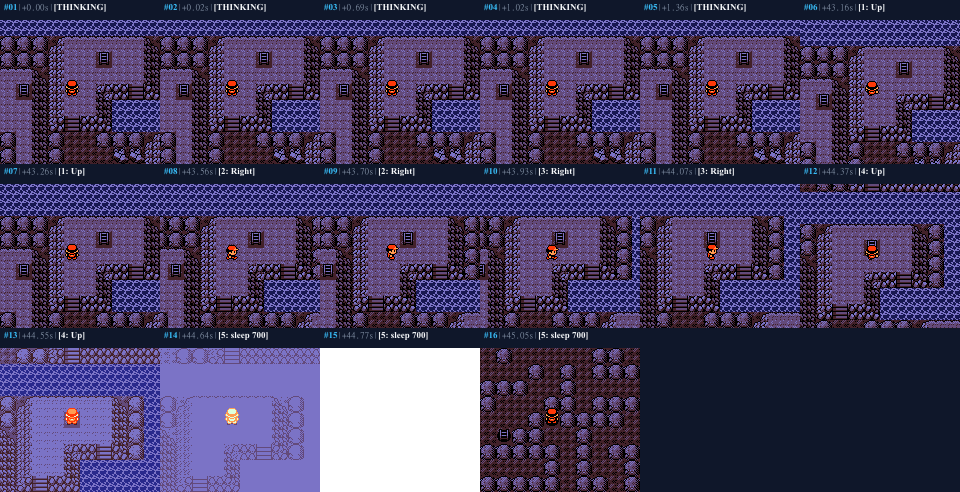 #01|+0.00s| [THINKING]
#02|+0.02s| [THINKING]
#03|+0.69s| [THINKING]
#04|+1.02s| [THINKING]
#05|+1.36s| [THINKING]
#06|+43.16s| [1: Up]
#07|+43.26s| [1: Up]
#08|+43.56s| [2: Right]
#09|+43.70s| [2: Right]
#10|+43.93s| [3: Right]
#11|+44.07s| [3: Right]
#12|+44.37s| [4: Up]
#13|+44.55s| [4: Up]
#14|+44.64s| [5: sleep 700]
#15|+44.77s| [5: sleep 700]
#16|+45.05s| [5: sleep 700]